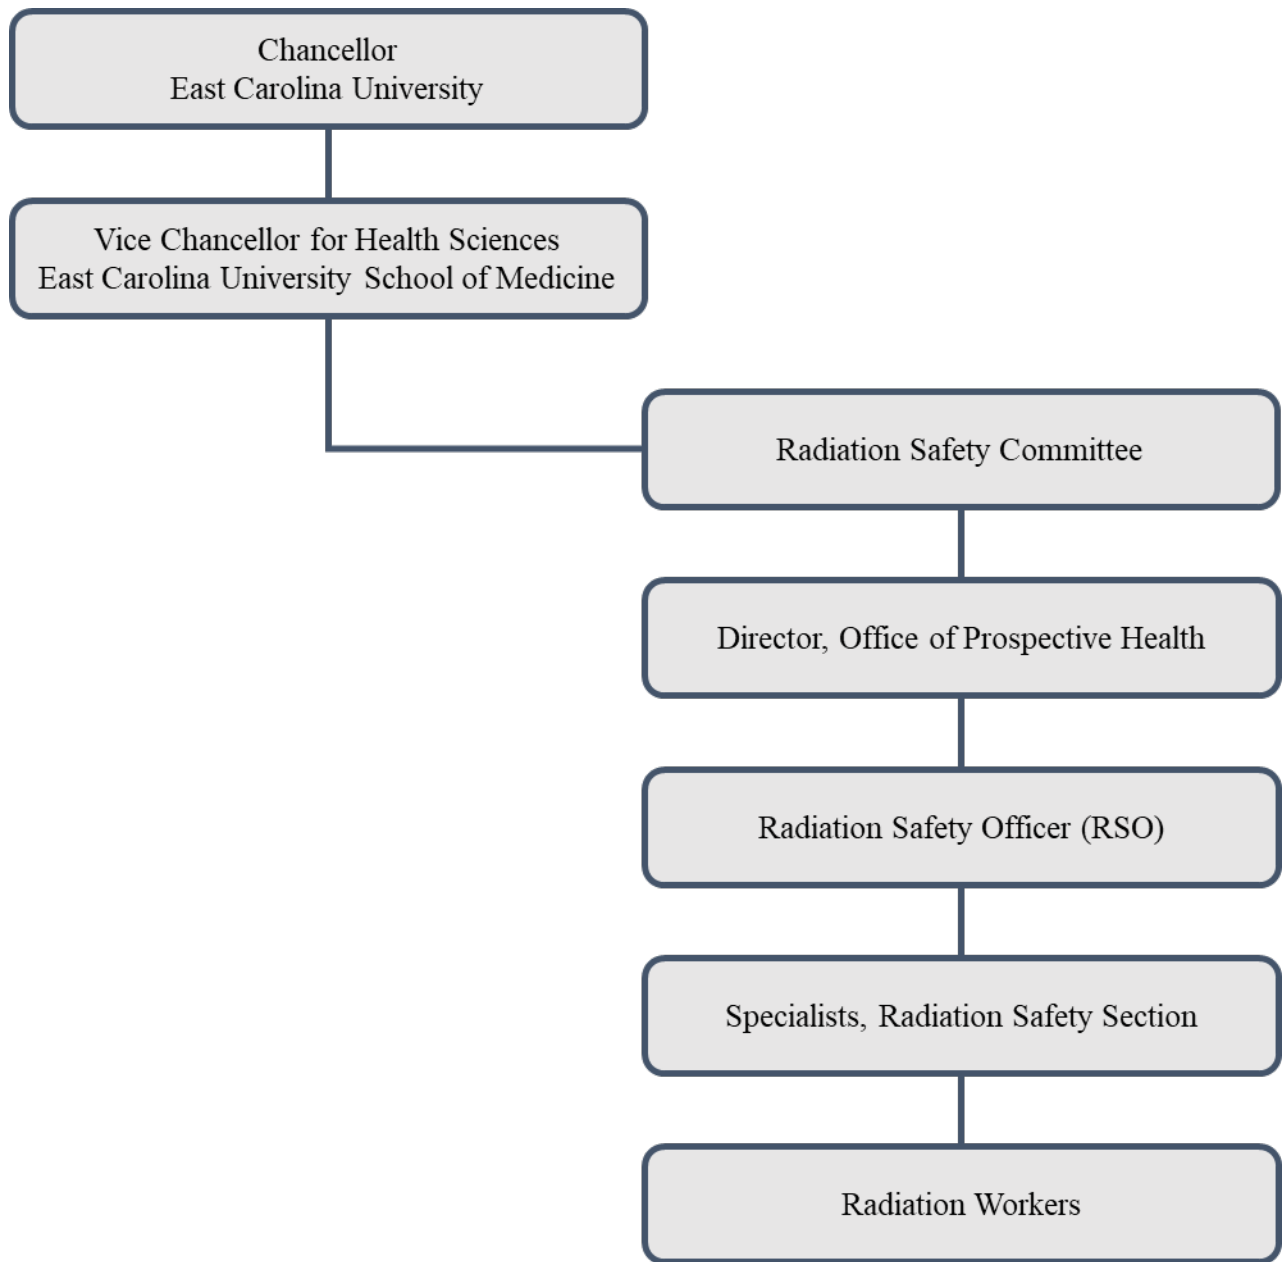 Chancellor
East Carolina University
Vice Chancellor for Health Sciences
East Carolina University School of Medicine
Radiation Safety Committee
Director, Office of Prospective Health
Radiation Safety Officer (RSO)
Specialists, Radiation Safety Section
Radiation Workers